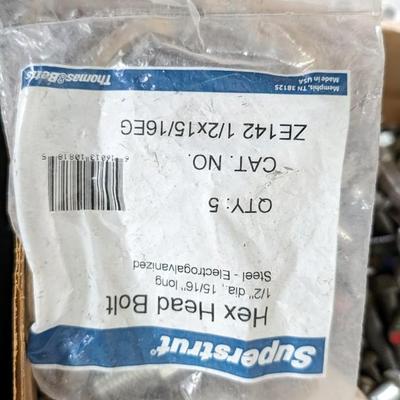 Superstrut®
Hex Head Bolt
1/2" dia., 15/16" long
Steel - Electrogalvanized
QTY: 5
CAT. NO.
ZE142 1/2x15/16EG
Thomas&Betts
Made in USA
Memphis, TN 38125